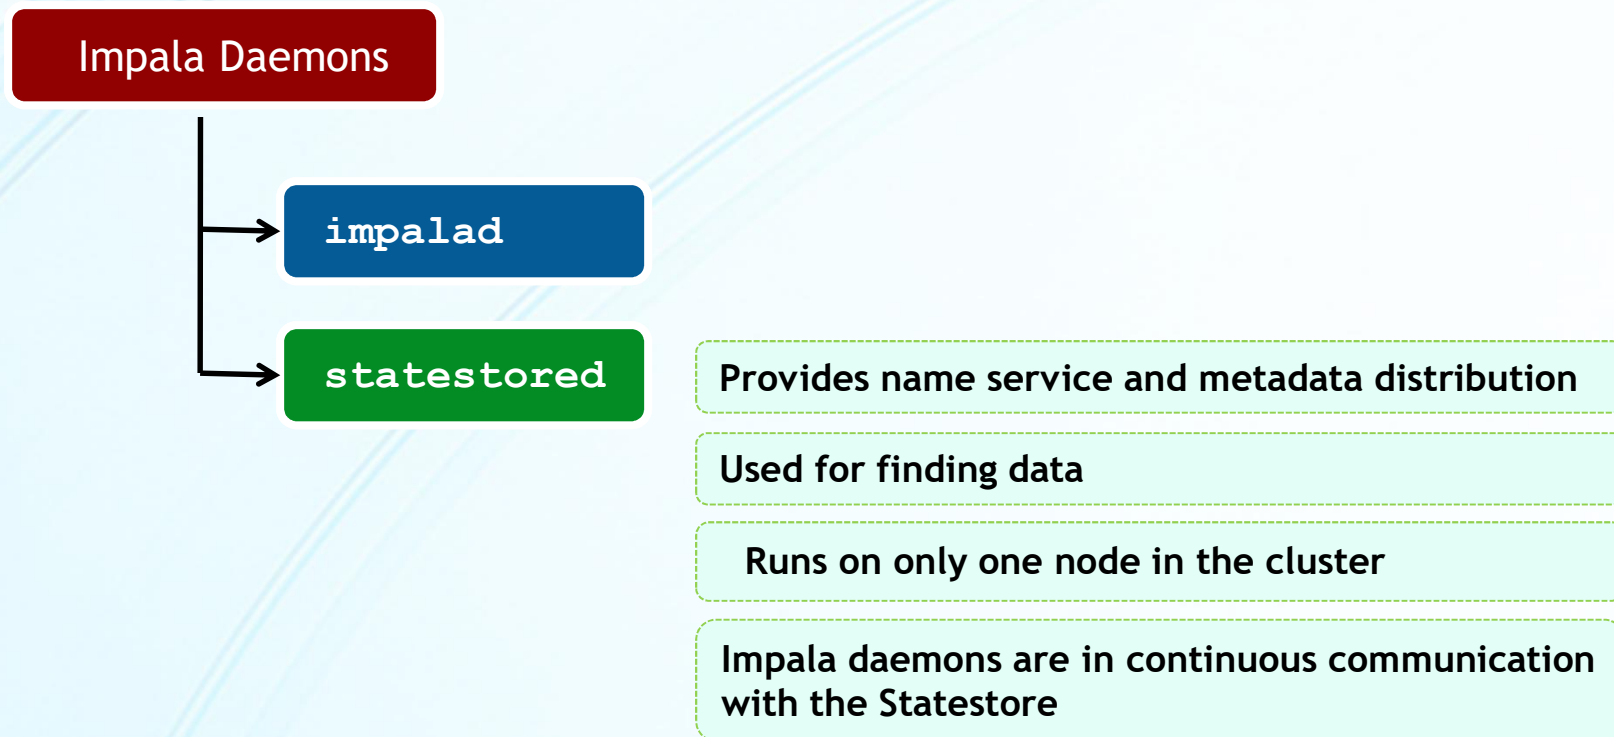 Impala Daemons
impalad
statestored
Provides name service and metadata distribution
Used for finding data
Runs on only one node in the cluster
Impala daemons are in continuous communication
with the Statestore